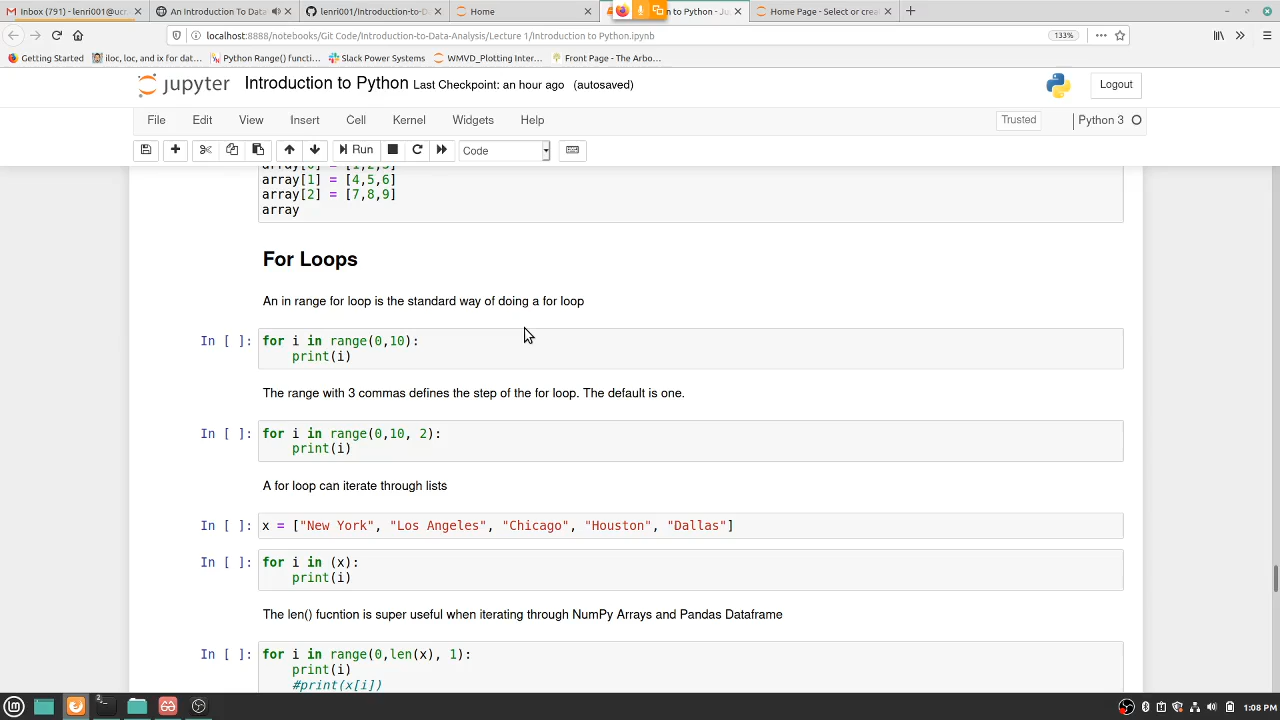 Inbox (791) - lenri001@ucr
An Introduction To Data
lenri001/Introduction-to-D
Home
n to Python - Ju
Home Page - Select or crea
localhost:8888/notebooks/Git Code/Introduction-to-Data-Analysis/Lecture 1/Introduction to Python.ipynb
133%
Getting Started
iloc, loc, and ix for dat...
Python Range() functi...
Slack Power Systems
WMVD_Plotting Inter...
Front Page - The Arbo...
jupyter Introduction to Python Last Checkpoint: an hour ago (autosaved)
Logout
File Edit View Insert Cell Kernel Widgets Help
Trusted
Python 3
Run
Code
array[0] = [1,2,3]
array[1] = [4,5,6]
array[2] = [7,8,9]
array
For Loops
An in range for loop is the standard way of doing a for loop
In [ ]: for i in range(0,10):
print(i)
The range with 3 commas defines the step of the for loop. The default is one.
In [ ]: for i in range(0,10, 2):
print(i)
A for loop can iterate through lists
In [ ]: x = ["New York", "Los Angeles", "Chicago", "Houston", "Dallas"]
In [ ]: for i in (x):
print(i)
The len() fucntion is super useful when iterating through NumPy Arrays and Pandas Dataframe
In [ ]: for i in range(0,len(x), 1):
print(i)
#print(x[i])
1:08 PM